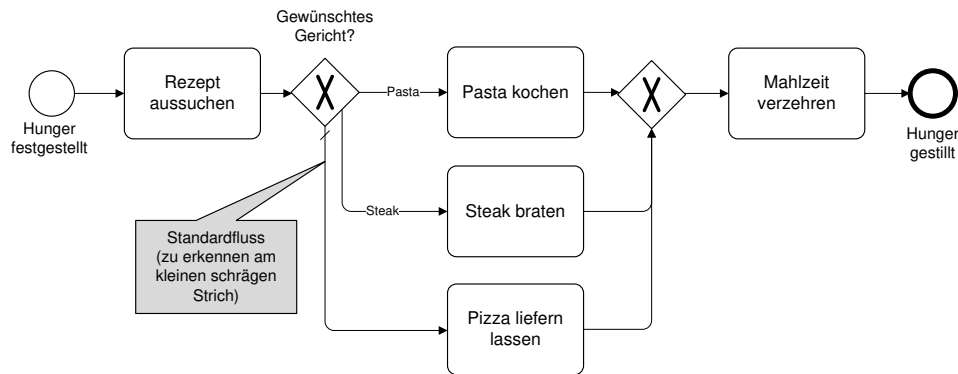 Gewünschtes
Gericht?
Hunger
festgestellt
Rezept
aussuchen
X
Pasta
Pasta kochen
X
Mahlzeit
verzehren
Hunger
gestillt
Steak
Steak braten
Standardfluss
(zu erkennen am
kleinen schrägen
Strich)
Pizza liefern
lassen